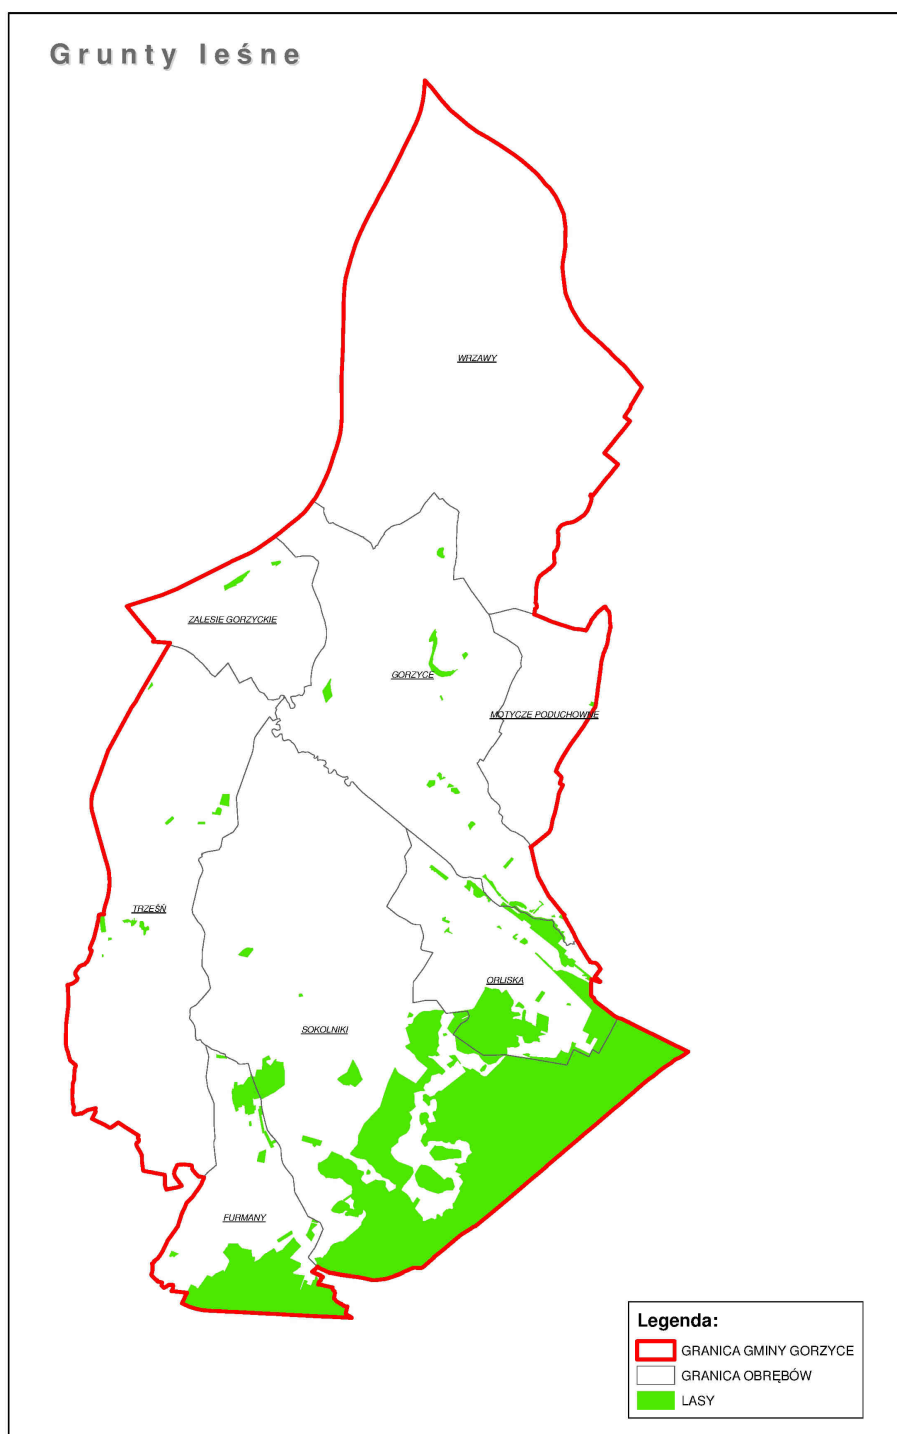 Grunty leśne
WRZAWY
ZALESIE GORZYCKIE
GORZYCE
MOTYCZE PODUCHOWNE
TRZEŚŃ
ORLISKA
SOKOLNIKI
FURMANY
Legenda:
GRANICA GMINY GORZYCE
GRANICA OBRĘBÓW
LASY